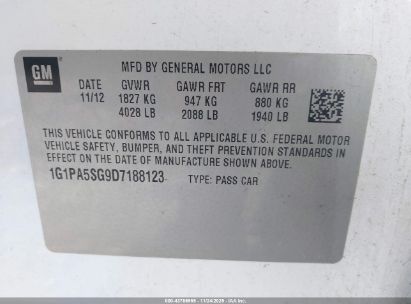 GM
MFD BY GENERAL MOTORS LLC
DATE GVWR GAWR FRT GAWR RR
11/12 1827 KG 947 KG 880 KG
4028 LB 2088 LB 1940 LB
THIS VEHICLE CONFORMS TO ALL APPLICABLE U.S. FEDERAL MOTOR
VEHICLE SAFETY, BUMPER, AND THEFT PREVENTION STANDARDS IN
EFFECT ON THE DATE OF MANUFACTURE SHOWN ABOVE.
1G1PA5SG9D7188123 TYPE: PASS CAR